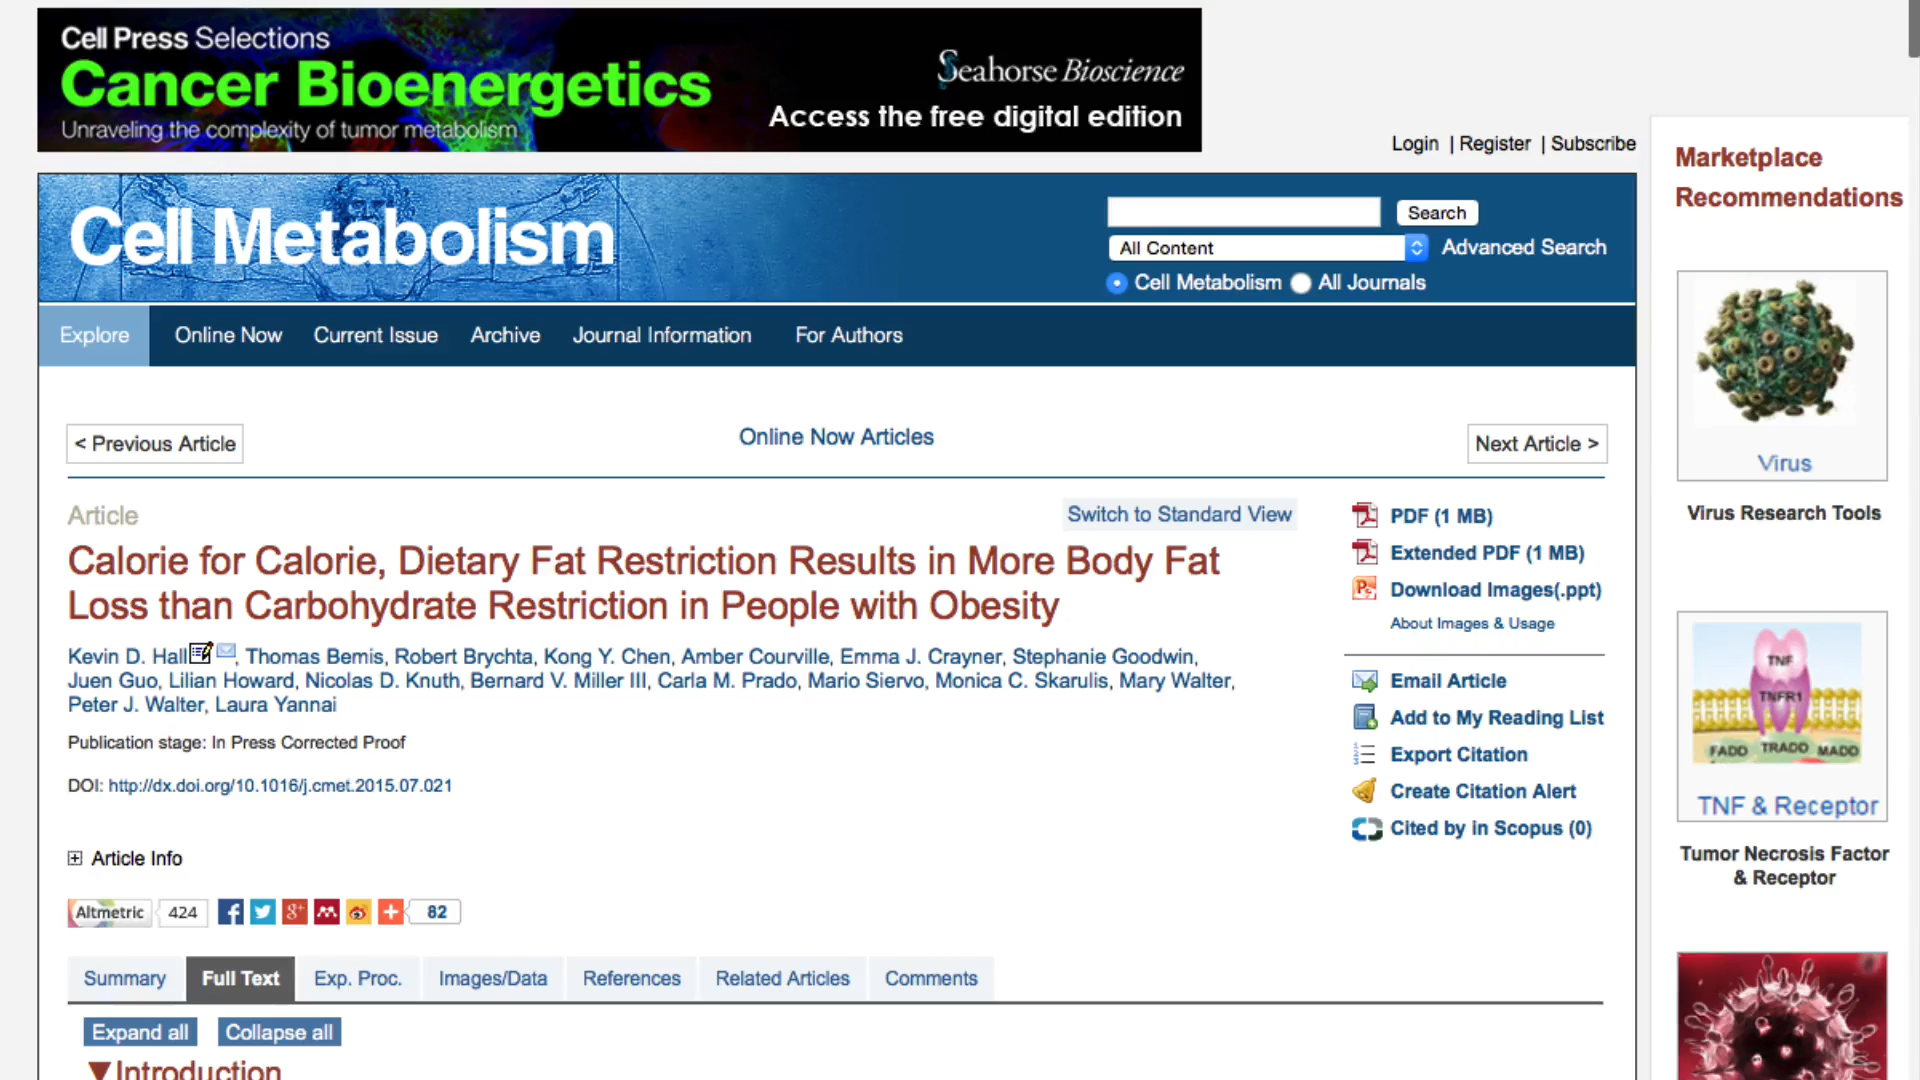 Cell Press Selections
Cancer Bioenergetics
Unraveling the complexity of tumor metabolism
Seahorse Bioscience
Access the free digital edition
Login | Register | Subscribe
Marketplace
Recommendations
Cell Metabolism
Search
All Content
Advanced Search
Cell Metabolism All Journals
Explore Online Now Current Issue Archive Journal Information For Authors
< Previous Article
Online Now Articles
Next Article >
Virus
Virus Research Tools
Article
Switch to Standard View
Calorie for Calorie, Dietary Fat Restriction Results in More Body Fat
Loss than Carbohydrate Restriction in People with Obesity
Kevin D. Hall, Thomas Bemis, Robert Brychta, Kong Y. Chen, Amber Courville, Emma J. Crayner, Stephanie Goodwin,
Juen Guo, Lilian Howard, Nicolas D. Knuth, Bernard V. Miller III, Carla M. Prado, Mario Siervo, Monica C. Skarulis, Mary Walter,
Peter J. Walter, Laura Yannai
Publication stage: In Press Corrected Proof
DOI: http://dx.doi.org/10.1016/j.cmet.2015.07.021
Article Info
Altmetric 424
82
PDF (1 MB)
Extended PDF (1 MB)
Download Images(.ppt)
About Images & Usage
Email Article
Add to My Reading List
Export Citation
Create Citation Alert
Cited by in Scopus (0)
TNF
TNFR1
FADD TRADD MADD
TNF & Receptor
Tumor Necrosis Factor
& Receptor
Summary Full Text Exp. Proc. Images/Data References Related Articles Comments
Expand all Collapse all
▼Introduction